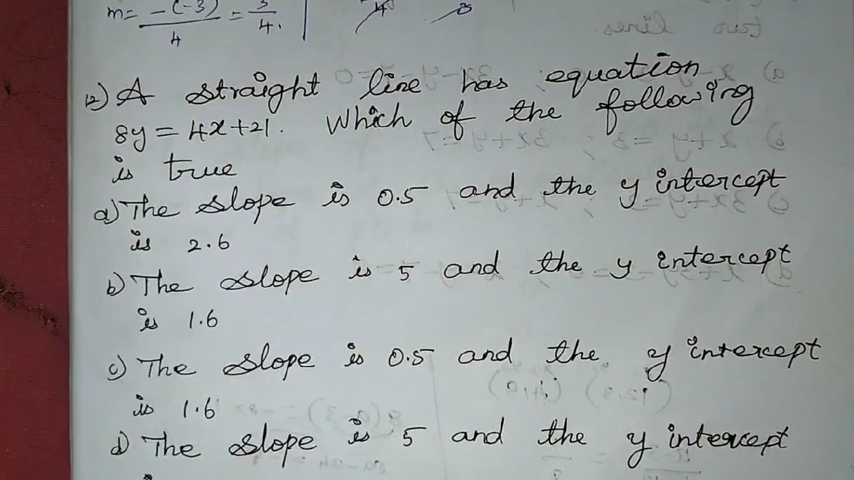 m= -(-3)/4 = 3/4.
12) A straight line has equation
8y = 4x+21. Which of the following
is true
a) The slope is 0.5 and the y intercept
is 2.6
b) The slope is 5 and the y intercept
is 1.6
c) The slope is 0.5 and the y intercept
is 1.6
d) The slope is 5 and the y intercept